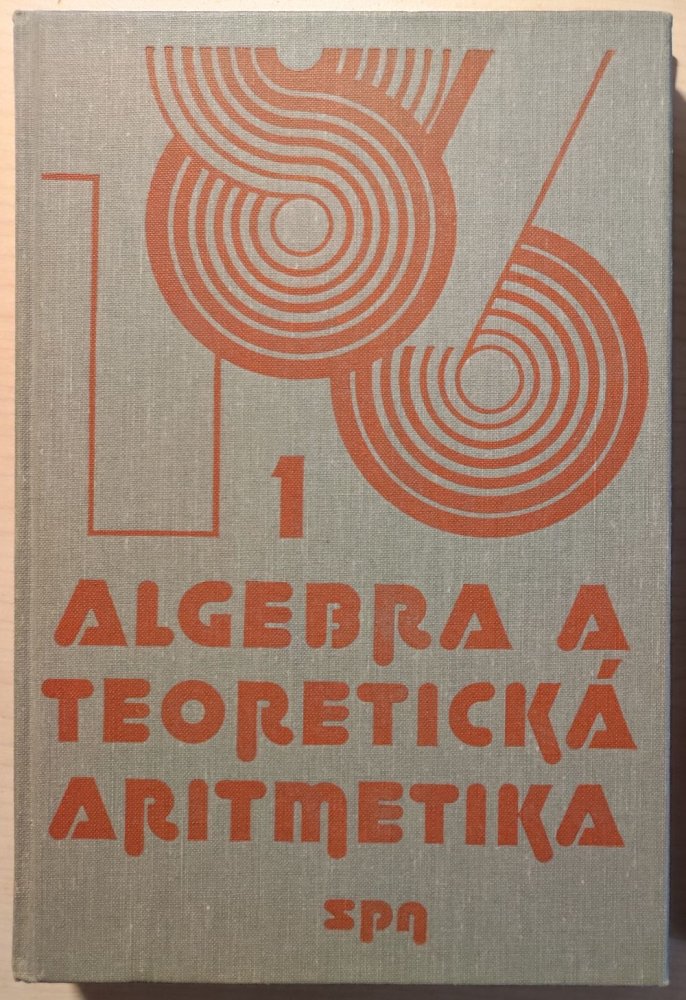 1
ALGEBRA A
TEORETICKÁ
ARITMETIKA
spn